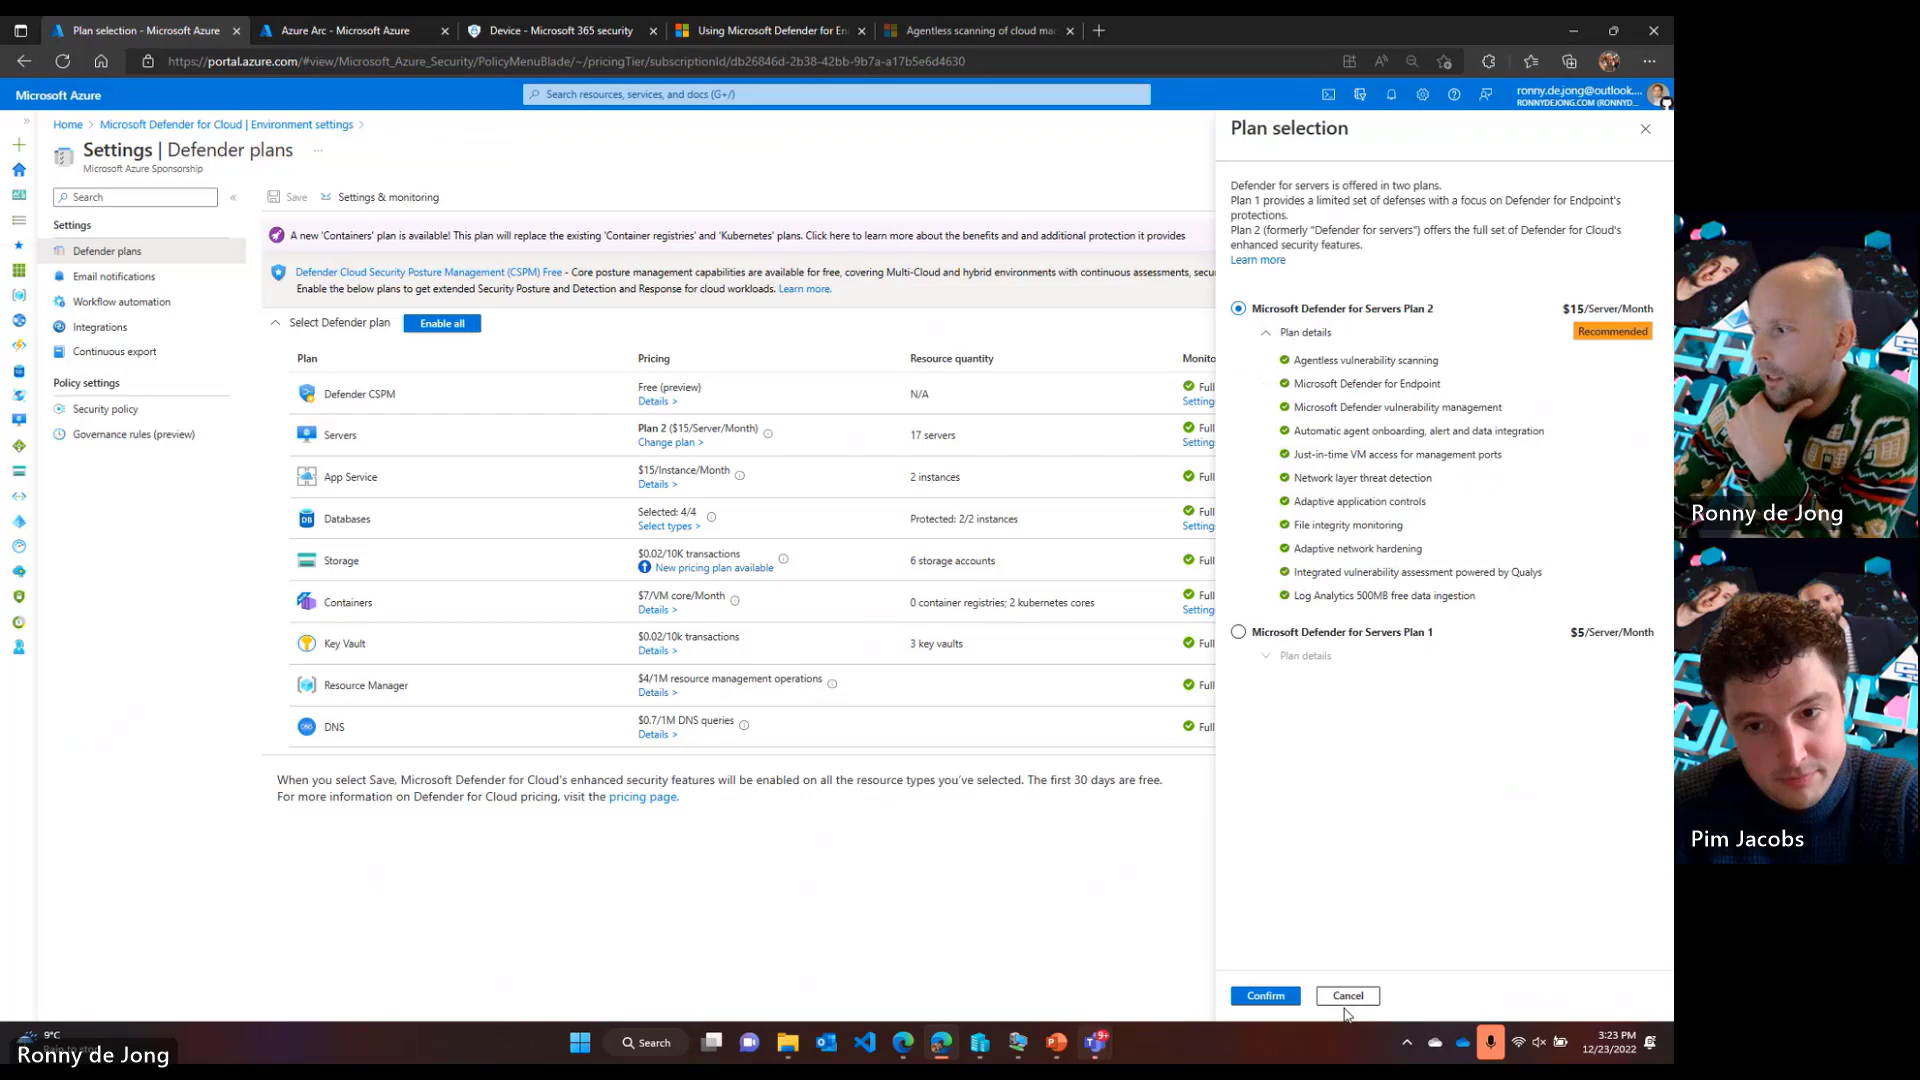 Plan selection - Microsoft Azure
Azure Arc - Microsoft Azure
Device - Microsoft 365 security
Using Microsoft Defender for En
Agentless scanning of cloud mac
https://portal.azure.com/#view/Microsoft_Azure_Security/PolicyMenuBlade/~/pricingTier/subscriptionId/db26846d-2b38-42bb-9b7a-a17b5e6d4630
Microsoft Azure
Search resources, services, and docs (G+/)
ronny.de.jong@outlook....
RONNYDEJONG.COM (RONNYD...
Home > Microsoft Defender for Cloud | Environment settings >
Settings | Defender plans ...
Microsoft Azure Sponsorship
Search
Settings
Defender plans
Email notifications
Workflow automation
Integrations
Continuous export
Policy settings
Security policy
Governance rules (preview)
Save
Settings & monitoring
A new 'Containers' plan is available! This plan will replace the existing 'Container registries' and 'Kubernetes' plans. Click here to learn more about the benefits and and additional protection it provides
Defender Cloud Security Posture Management (CSPM) Free - Core posture management capabilities are available for free, covering Multi-Cloud and hybrid environments with continuous assessments, secur
Enable the below plans to get extended Security Posture and Detection and Response for cloud workloads. Learn more.
Select Defender plan
Enable all
Plan Pricing Resource quantity Monito
Defender CSPM Free (preview) N/A Full
Details > Setting
Servers Plan 2 ($15/Server/Month) 17 servers Full
Change plan > Setting
App Service $15/Instance/Month 2 instances Full
Details >
Databases Selected: 4/4 Protected: 2/2 instances Full
Select types > Setting
Storage $0.02/10K transactions 6 storage accounts Full
New pricing plan available
Containers $7/VM core/Month 0 container registries; 2 kubernetes cores Full
Details > Setting
Key Vault $0.02/10k transactions 3 key vaults Full
Details >
Resource Manager $4/1M resource management operations Full
Details >
DNS $0.7/1M DNS queries Full
Details >
When you select Save, Microsoft Defender for Cloud's enhanced security features will be enabled on all the resource types you've selected. The first 30 days are free.
For more information on Defender for Cloud pricing, visit the pricing page.
Plan selection
Defender for servers is offered in two plans.
Plan 1 provides a limited set of defenses with a focus on Defender for Endpoint's
protections.
Plan 2 (formerly "Defender for servers") offers the full set of Defender for Cloud's
enhanced security features.
Learn more
Microsoft Defender for Servers Plan 2 $15/Server/Month
Plan details
Recommended
Agentless vulnerability scanning
Microsoft Defender for Endpoint
Microsoft Defender vulnerability management
Automatic agent onboarding, alert and data integration
Just-in-time VM access for management ports
Network layer threat detection
Adaptive application controls
File integrity monitoring
Adaptive network hardening
Integrated vulnerability assessment powered by Qualys
Log Analytics 500MB free data ingestion
Microsoft Defender for Servers Plan 1 $5/Server/Month
Plan details
Confirm
Cancel
Ronny de Jong
Pim Jacobs
9°C
Ronny de Jong
Search
9+
3:23 PM
12/23/2022